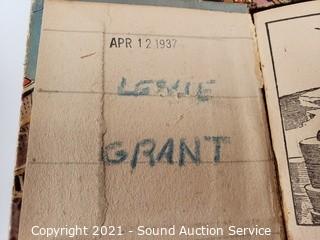 APR 12 1937
LESLIE
GRANT
Copyright 2021 - Sound Auction Service